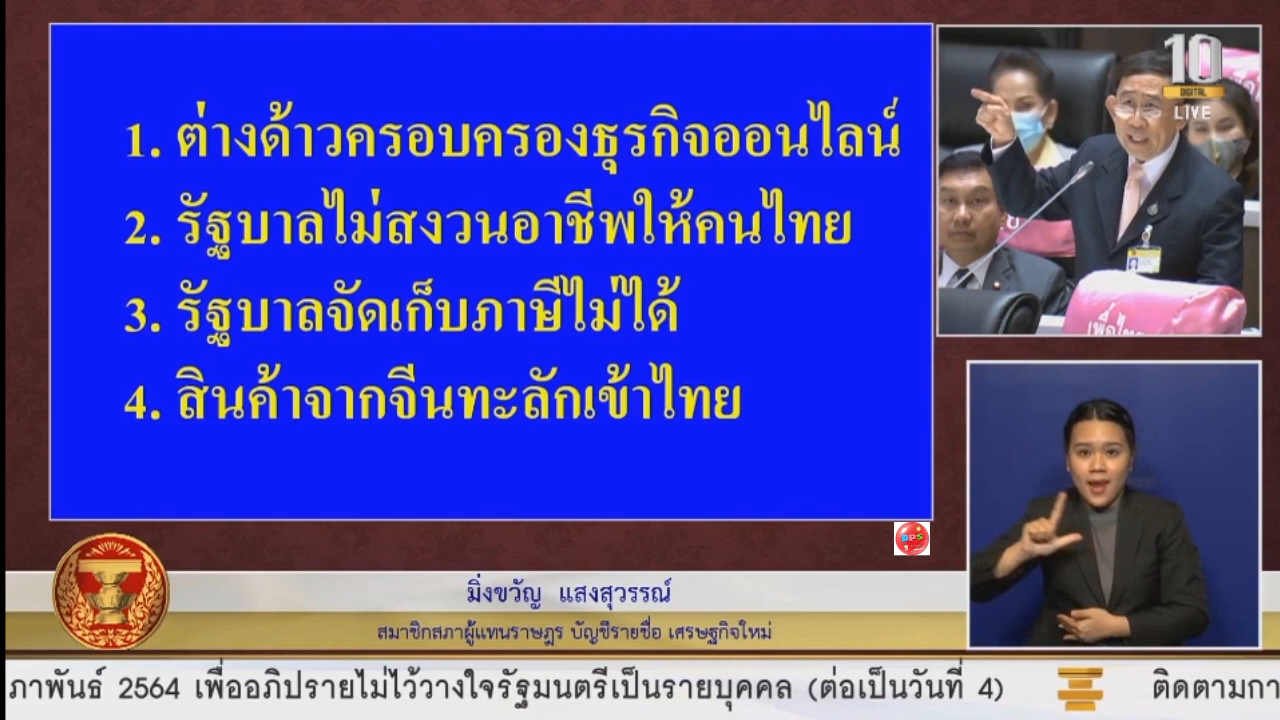 1. ต่างด้าวครอบครองธุรกิจออนไลน์
2. รัฐบาลไม่สงวนอาชีพให้คนไทย
3. รัฐบาลจัดเก็บภาษีไม่ได้
4. สินค้าจากจีนทะลักเข้าไทย
10
DIGITAL
LIVE
เพื่อไทย
DPS
มิ่งขวัญ แสงสุวรรณ์
สมาชิกสภาผู้แทนราษฎร บัญชีรายชื่อ เศรษฐกิจใหม่
ภาพันธ์ 2564 เพื่ออภิปรายไม่ไว้วางใจรัฐมนตรีเป็นรายบุคคล (ต่อเป็นวันที่ 4) ติดตามกา